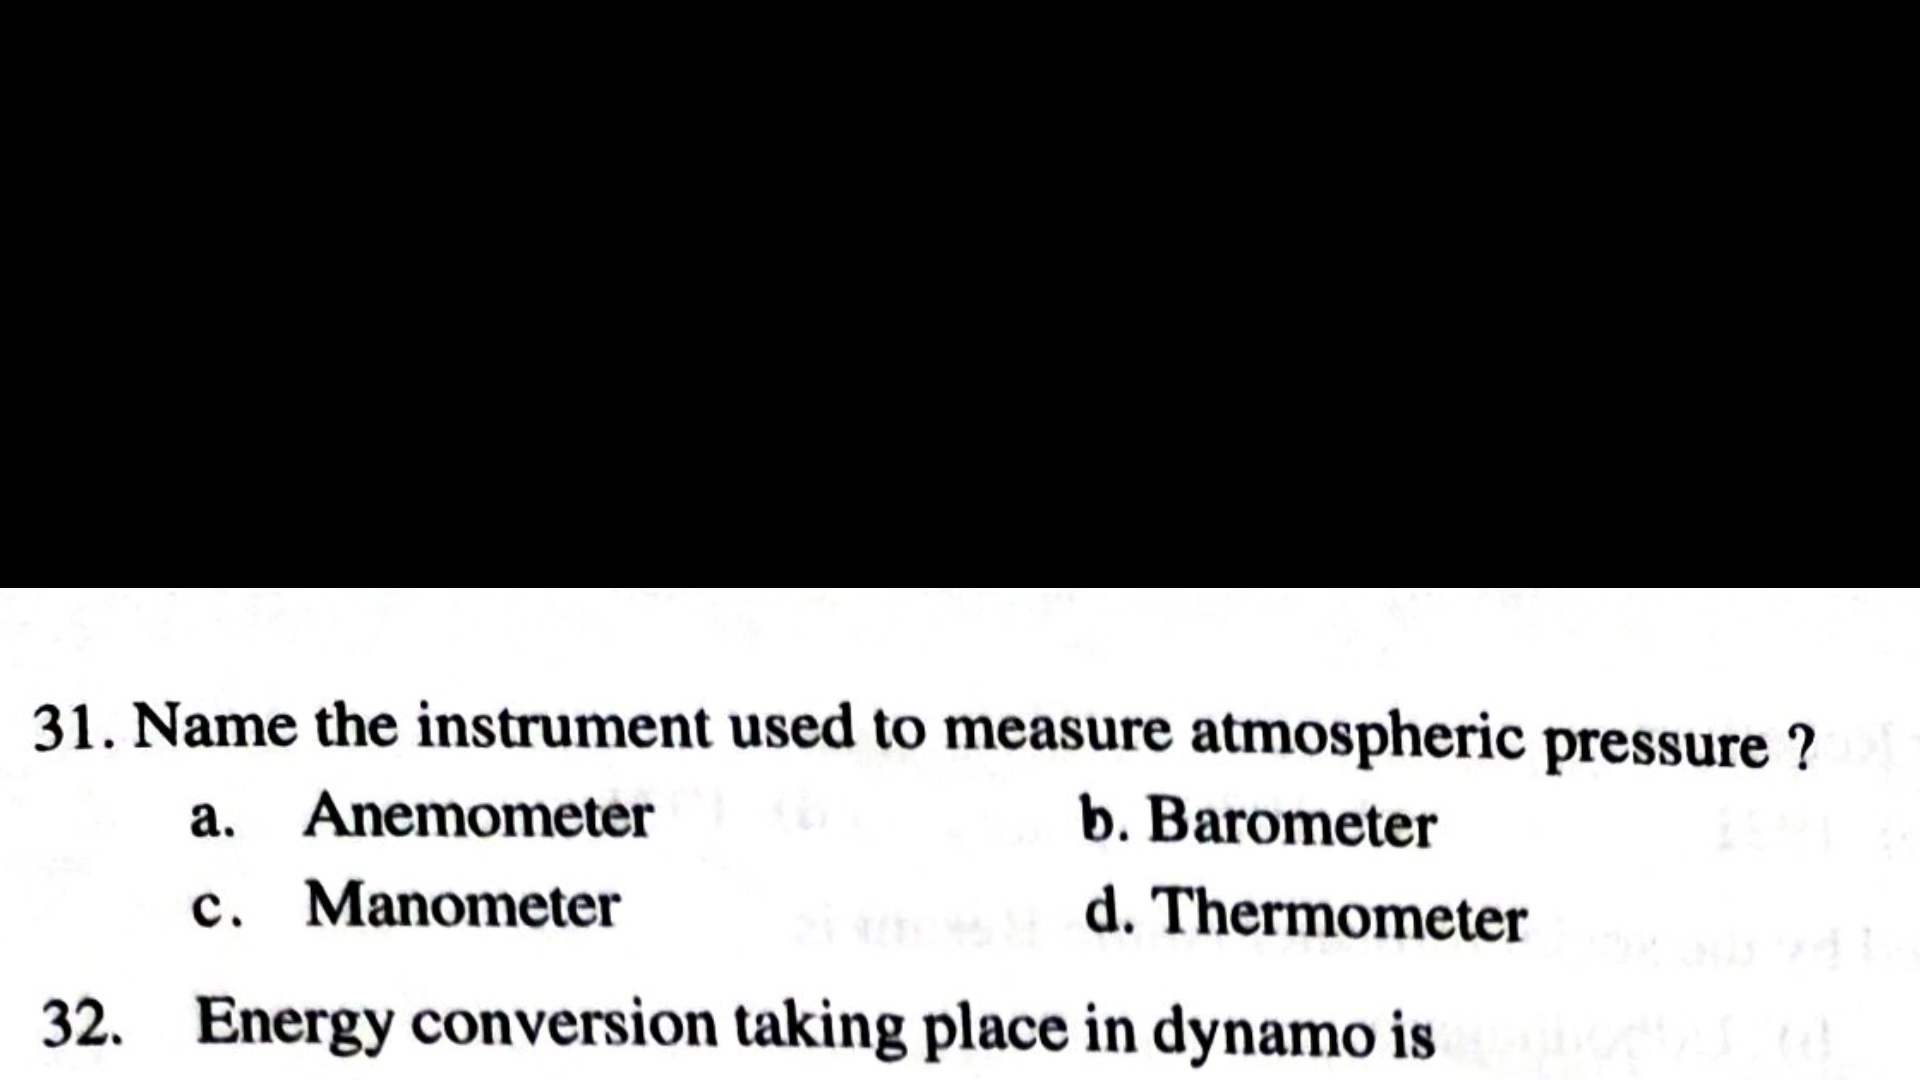 31. Name the instrument used to measure atmospheric pressure ?
a. Anemometer b. Barometer
c. Manometer d. Thermometer
32. Energy conversion taking place in dynamo is